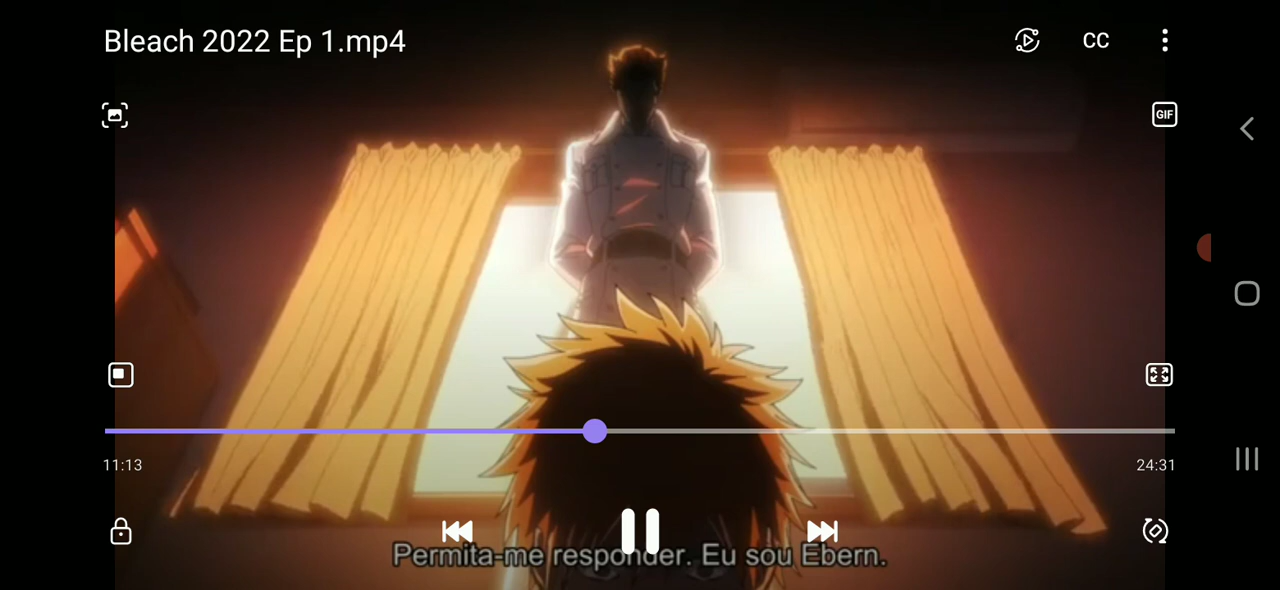 Bleach 2022 Ep 1.mp4
CC
GIF
11:13
24:31
Permita-me responder. Eu sou Ebern.